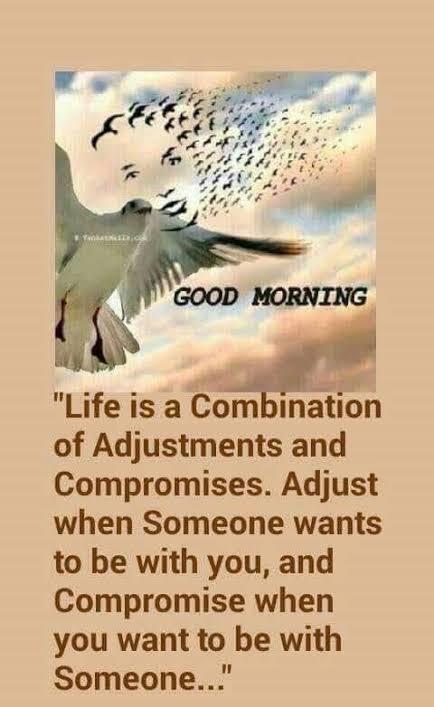 GOOD MORNING
"Life is a Combination
of Adjustments and
Compromises. Adjust
when Someone wants
to be with you, and
Compromise when
you want to be with
Someone..."